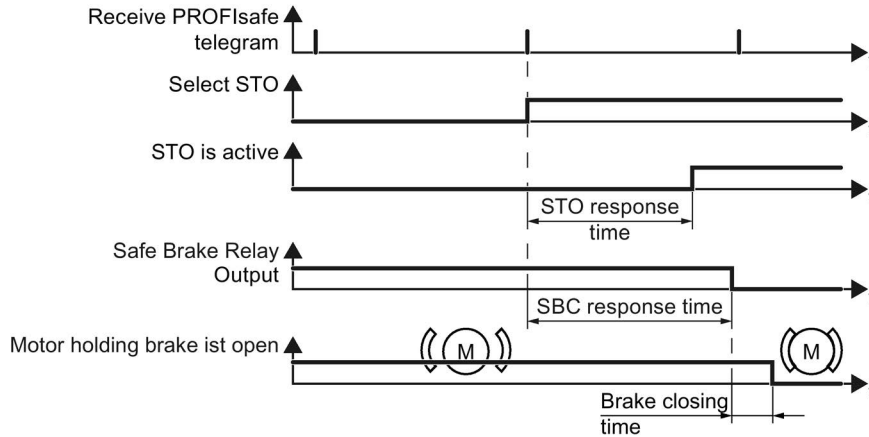 Receive PROFIsafe
telegram
Select STO
STO is active
STO response
time
Safe Brake Relay
Output
SBC response time
Motor holding brake ist open
M
M
Brake closing
time